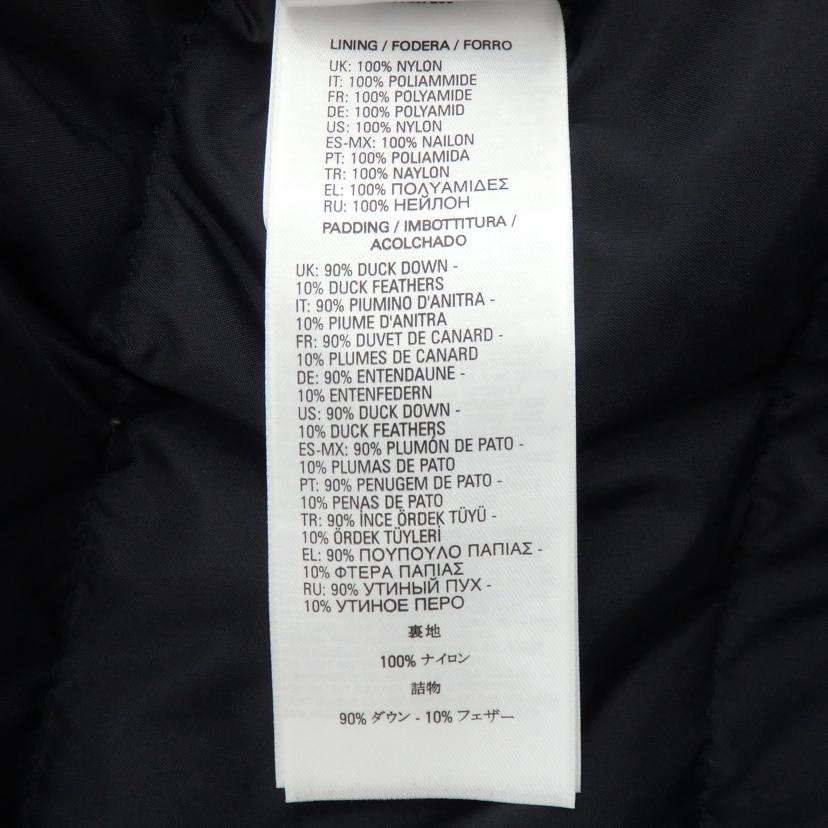 LINING / FODERA / FORRO
UK: 100% NYLON
IT: 100% POLIAMMIDE
FR: 100% POLYAMIDE
DE: 100% POLYAMID
US: 100% NYLON
ES-MX: 100% NAILON
PT: 100% POLIAMIDA
TR: 100% NAYLON
EL: 100% ΠΟΛΥΑΜΙΔΕΣ
RU: 100% НЕЙЛОН
PADDING / IMBOTTITURA /
ACOLCHADO
UK: 90% DUCK DOWN -
10% DUCK FEATHERS
IT: 90% PIUMINO D'ANITRA -
10% PIUME D'ANITRA
FR: 90% DUVET DE CANARD -
10% PLUMES DE CANARD
DE: 90% ENTENDAUNE -
10% ENTENFEDERN
US: 90% DUCK DOWN -
10% DUCK FEATHERS
ES-MX: 90% PLUMÓN DE PATO -
10% PLUMAS DE PATO
PT: 90% PENUGEM DE PATO -
10% PENAS DE PATO
TR: 90% İNCE ÖRDEK TÜYÜ -
10% ÖRDEK TÜYLERİ
EL: 90% ΠΟΥΠΟΥΛΟ ΠΑΠΙΑΣ -
10% ΦΤΕΡΑ ΠΑΠΙΑΣ
RU: 90% УТИНЫЙ ПУХ -
10% УТИНОЕ ПЕРО
裏地
100% ナイロン
詰物
90% ダウン - 10% フェザー